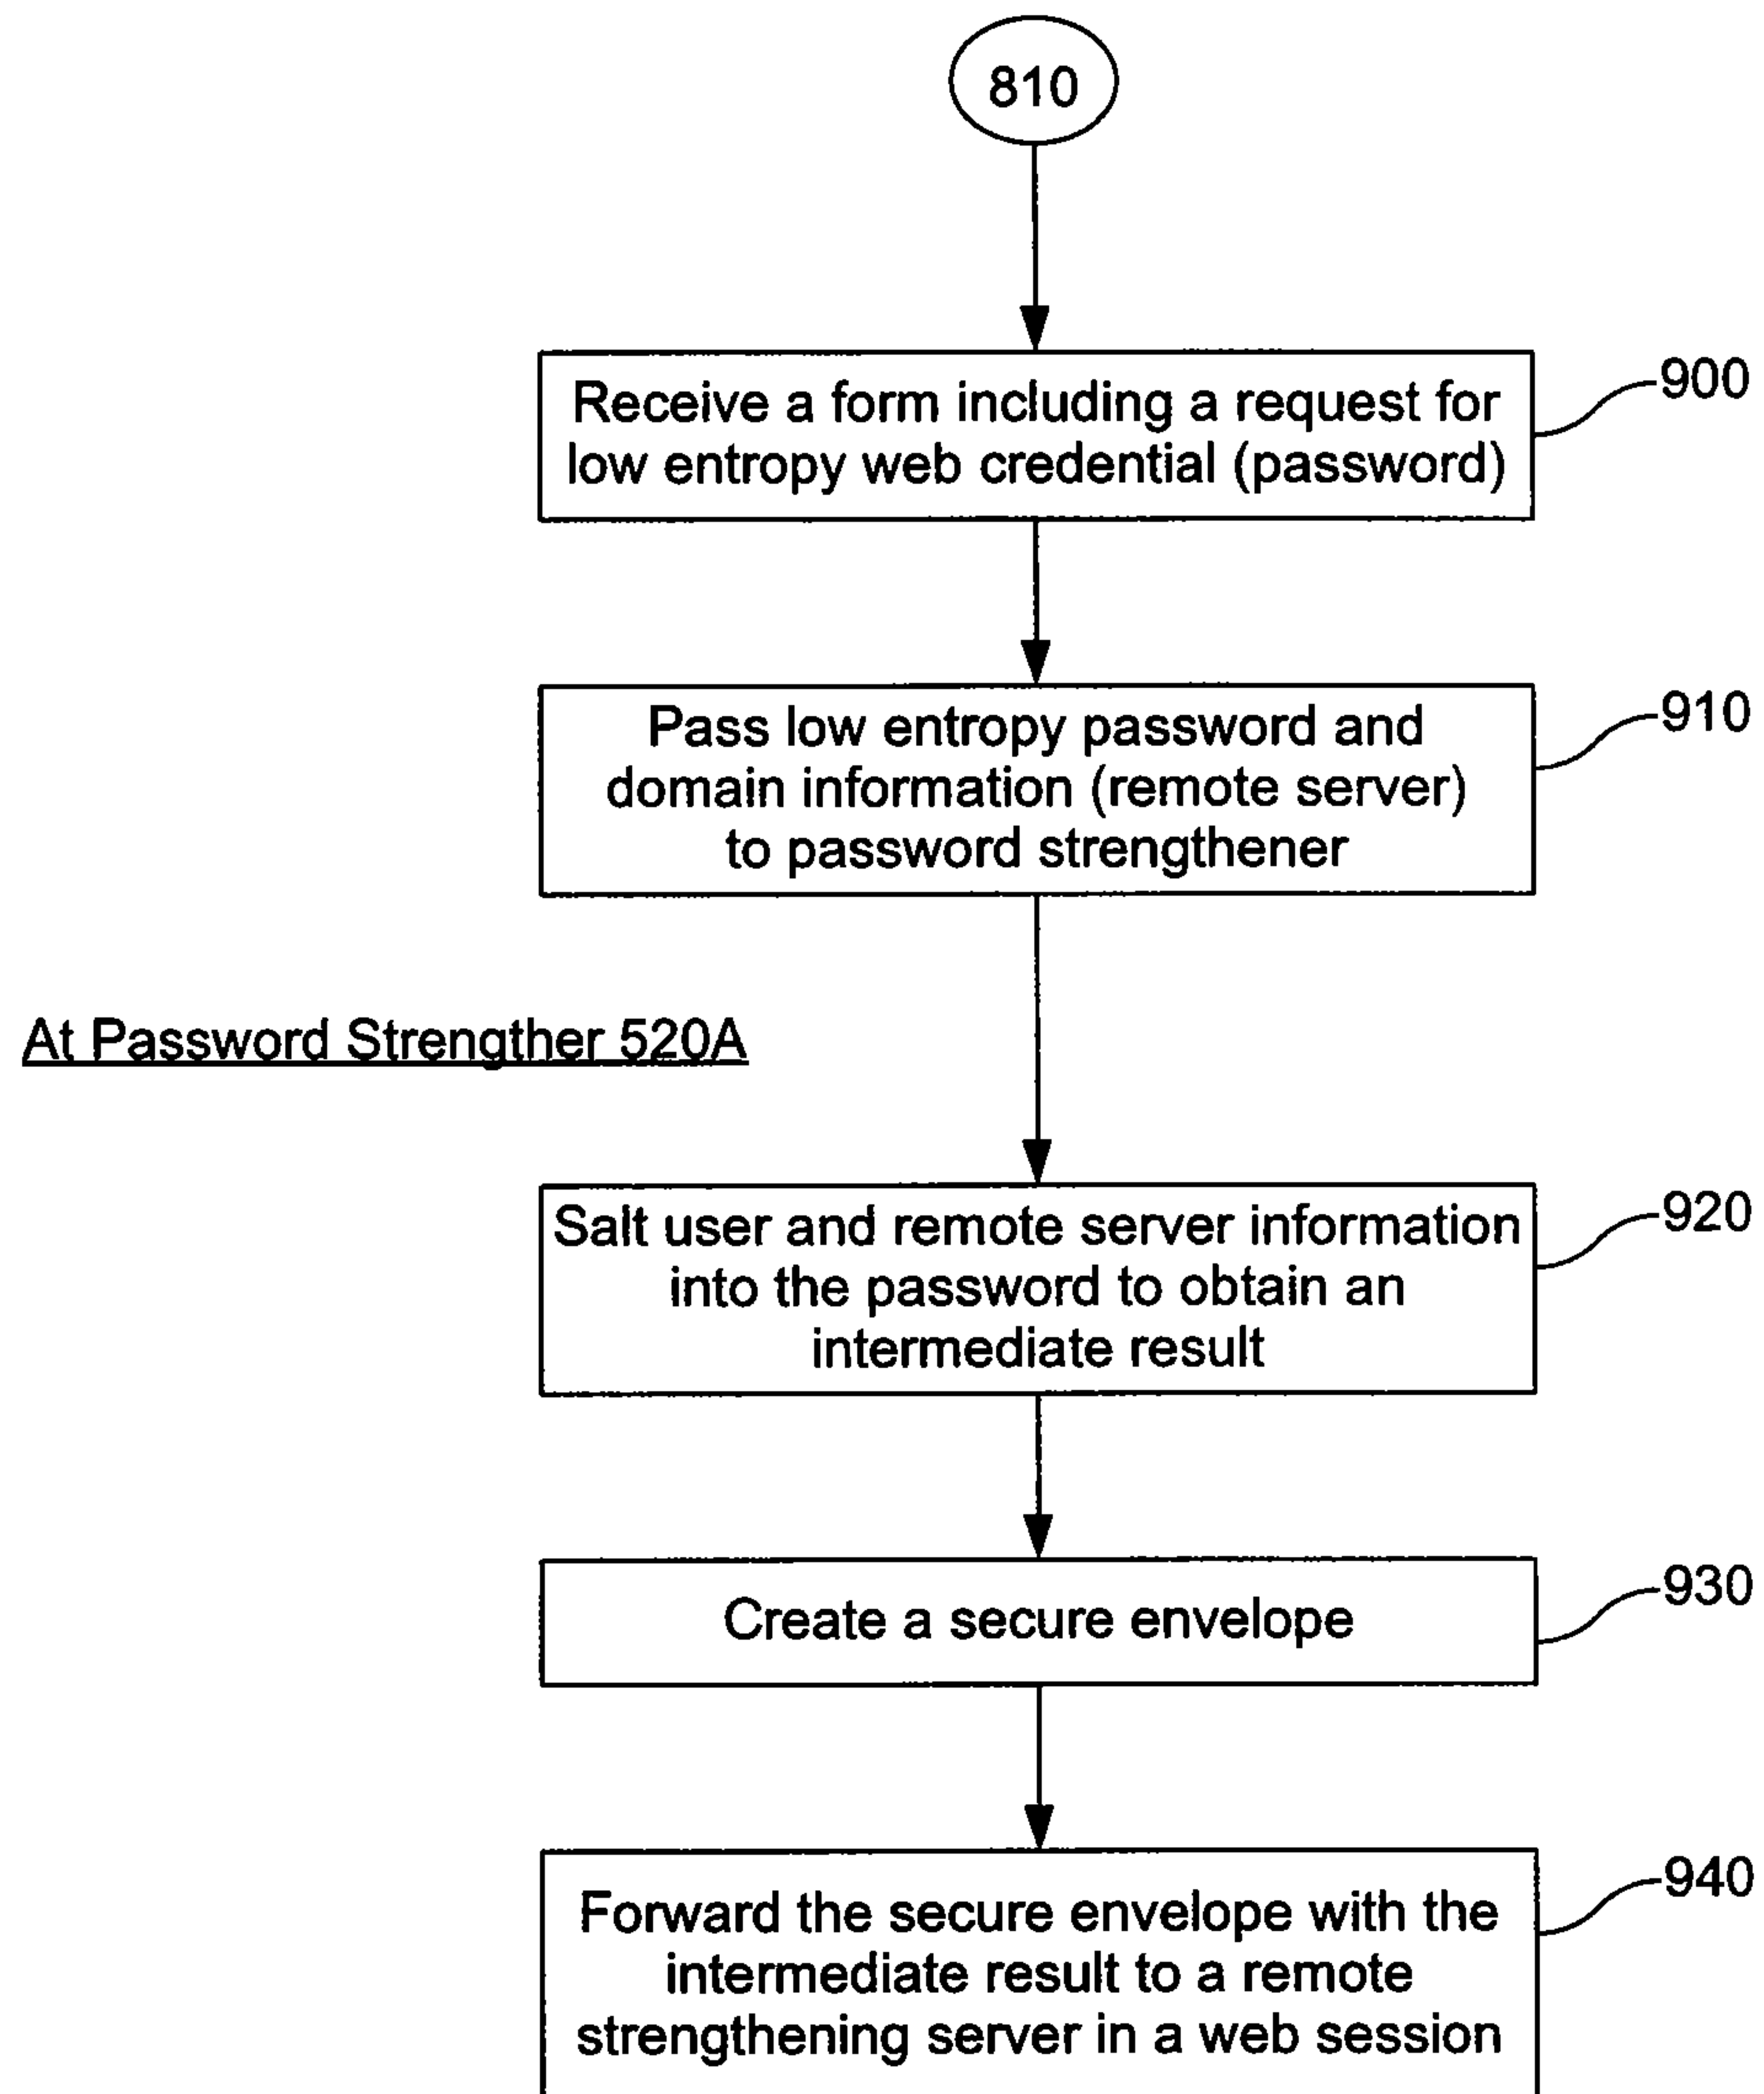 810
Receive a form including a request for
low entropy web credential (password)
900
Pass low entropy password and
domain information (remote server)
to password strengthener
910
At Password Strengther 520A
Salt user and remote server information
into the password to obtain an
intermediate result
920
Create a secure envelope
930
Forward the secure envelope with the
intermediate result to a remote
strengthening server in a web session
940